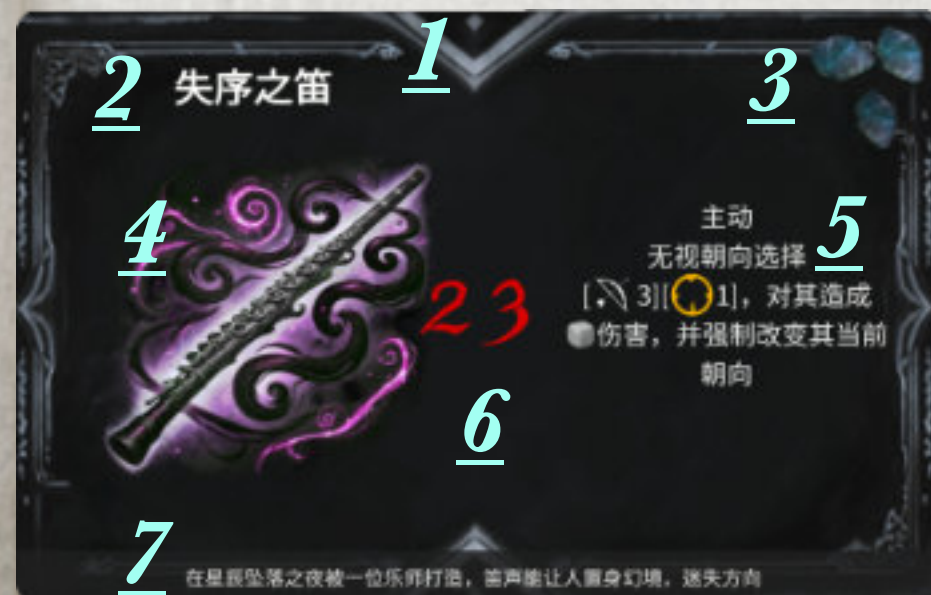 1
2
失序之笛
3
4
5
主动
无视朝向选择
[3][1]，对其造成
伤害，并强制改变其当前
朝向
23
6
7
在星辰坠落之夜被一位乐师打造，笛声能让人置身幻境，迷失方向